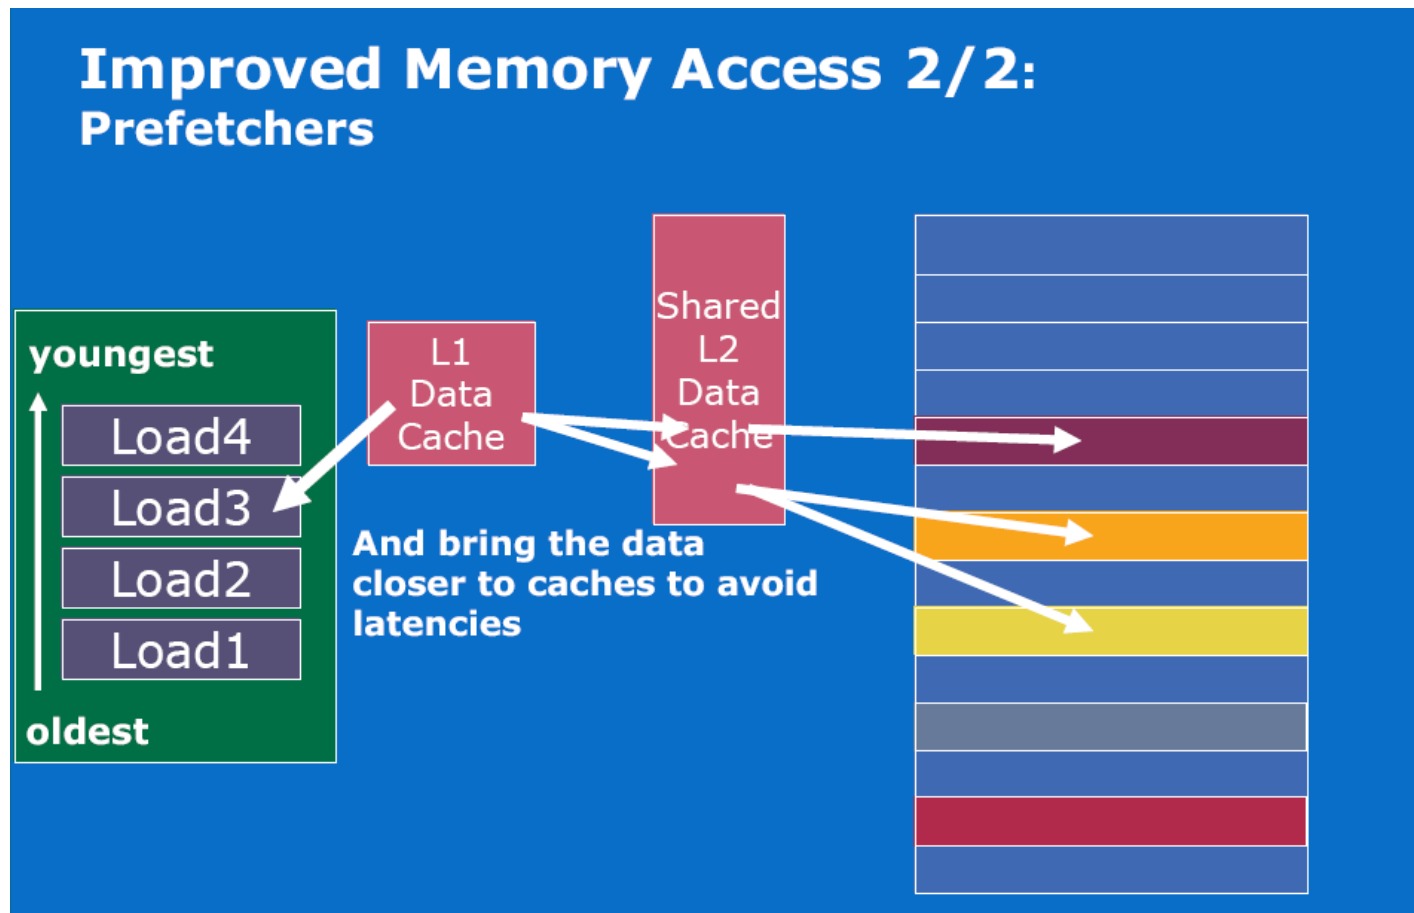 Improved Memory Access 2/2:
Prefetchers
youngest
Load4
Load3
Load2
Load1
oldest
L1
Data
Cache
Shared
L2
Data
Cache
And bring the data
closer to caches to avoid
latencies